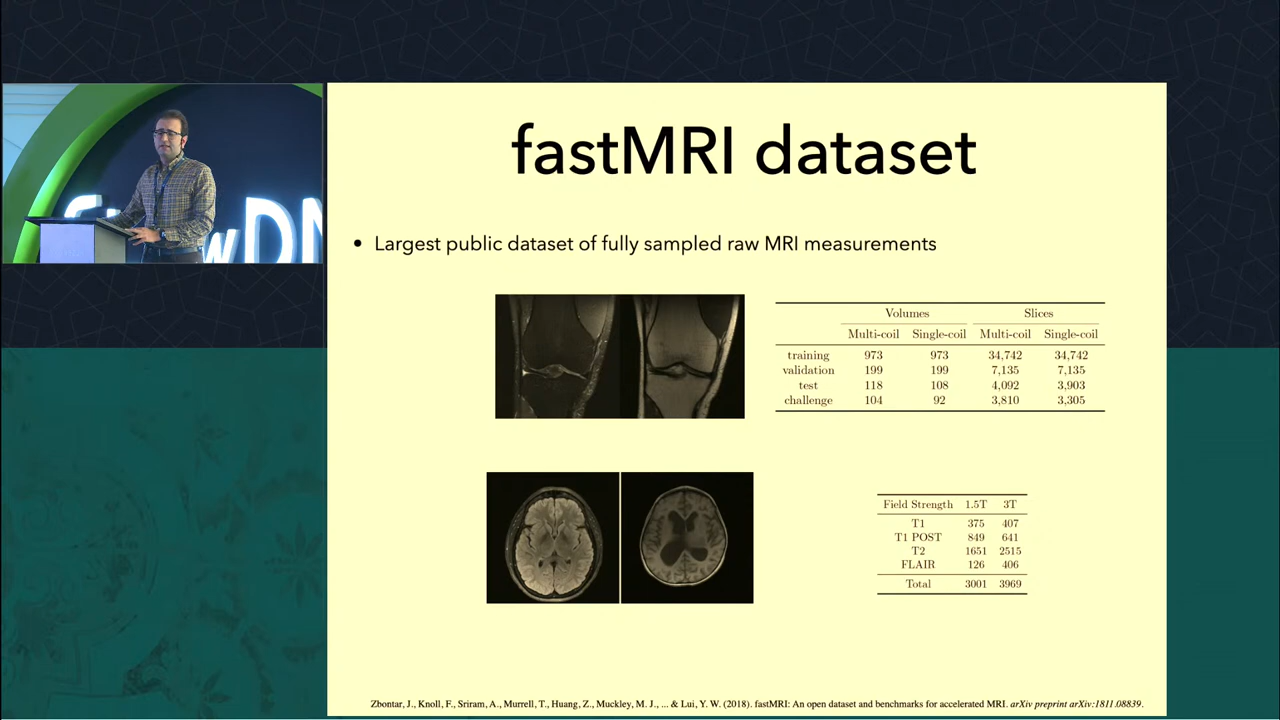 fastMRI dataset
• Largest public dataset of fully sampled raw MRI measurements
Volumes Slices
Multi-coil Single-coil Multi-coil Single-coil
training 973 973 34,742 34,742
validation 199 199 7,135 7,135
test 118 108 4,092 3,903
challenge 104 92 3,810 3,305
Field Strength 1.5T 3T
T1 375 407
T1 POST 849 641
T2 1651 2515
FLAIR 126 406
Total 3001 3969
Zbontar, J., Knoll, F., Sriram, A., Murrell, T., Huang, Z., Muckley, M. J., ... & Lui, Y. W. (2018). fastMRI: An open dataset and benchmarks for accelerated MRI. arXiv preprint arXiv:1811.08839.